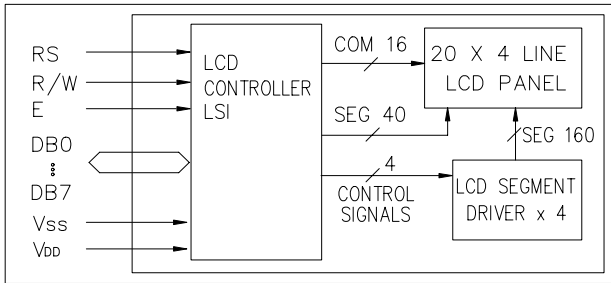 RS
R/W
E
DB0
DB7
Vss
VDD
LCD
CONTROLLER
LSI
COM 16
SEG 40
4
CONTROL
SIGNALS
20 X 4 LINE
LCD PANEL
SEG 160
LCD SEGMENT
DRIVER x 4